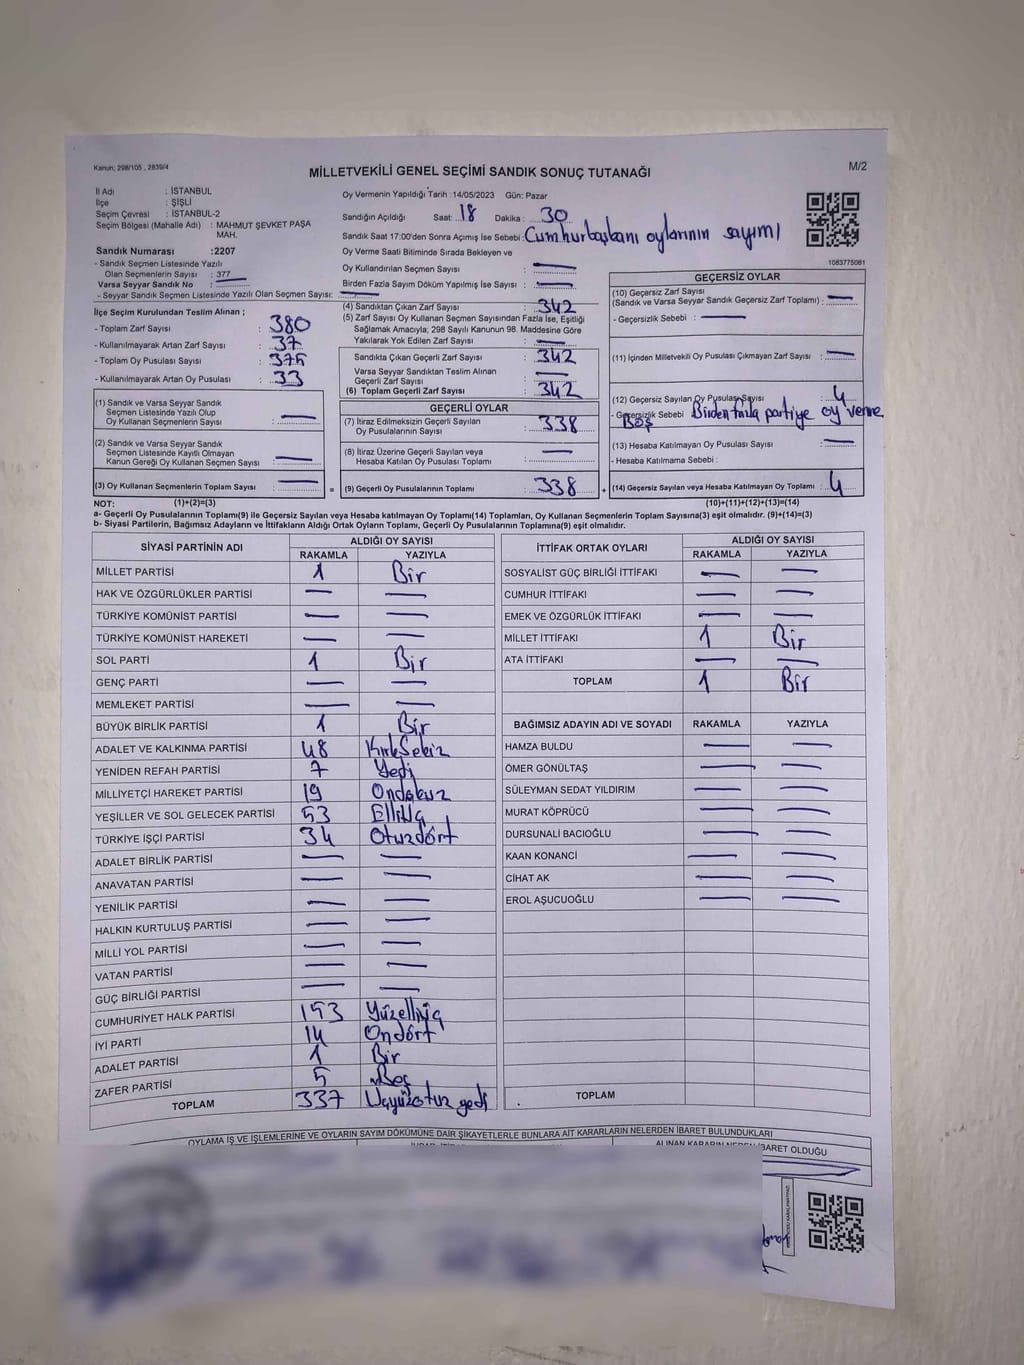 Kanun: 298/105 , 2839/4
MİLLETVEKİLİ GENEL SEÇİMİ SANDIK SONUÇ TUTANAĞI
M/2
İl Adı : İSTANBUL
İlçe : ŞİŞLİ
Seçim Çevresi : İSTANBUL-2
Seçim Bölgesi (Mahalle Adı) : MAHMUT ŞEVKET PAŞA
MAH.
Sandık Numarası :2207
- Sandık Seçmen Listesinde Yazılı
Olan Seçmenlerin Sayısı : 377
Varsa Seyyar Sandık No : —
- Seyyar Sandık Seçmen Listesinde Yazılı Olan Seçmen Sayısı: —
İlçe Seçim Kurulundan Teslim Alınan ;
- Toplam Zarf Sayısı : 380
- Kullanılmayarak Artan Zarf Sayısı : 37
- Toplam Oy Pusulası Sayısı : 375
- Kullanılmayarak Artan Oy Pusulası : 33
(1) Sandık ve Varsa Seyyar Sandık
Seçmen Listesinde Yazılı Olup
Oy Kullanan Seçmenlerin Sayısı : —
(2) Sandık ve Varsa Seyyar Sandık
Seçmen Listesinde Kayıtlı Olmayan
Kanun Gereği Oy Kullanan Seçmen Sayısı : —
(3) Oy Kullanan Seçmenlerin Toplam Sayısı : —
Oy Vermenin Yapıldığı Tarih : 14/05/2023 Gün: Pazar
Sandığın Açıldığı Saat: 18 Dakika : 30
Sandık Saat 17:00'den Sonra Açımış İse Sebebi : Cumhurbaşkanı oylarının sayımı
Oy Verme Saati Bitiminde Sırada Bekleyen ve
Oy Kullandırılan Seçmen Sayısı : —
Birden Fazla Sayım Döküm Yapılmış İse Sayısı : —
(4) Sandıktan Çıkan Zarf Sayısı : 342
(5) Zarf Sayısı Oy Kullanan Seçmen Sayısından Fazla İse, Eşitliği
Sağlamak Amacıyla; 298 Sayılı Kanunun 98. Maddesine Göre
Yakılarak Yok Edilen Zarf Sayısı : —
Sandıkta Çıkan Geçerli Zarf Sayısı : 342
Varsa Seyyar Sandıktan Teslim Alınan
Geçerli Zarf Sayısı : —
(6) Toplam Geçerli Zarf Sayısı : 342
GEÇERLİ OYLAR
(7) İtiraz Edilmeksizin Geçerli Sayılan
Oy Pusulalarının Sayısı : 338
(8) İtiraz Üzerine Geçerli Sayılan veya
Hesaba Katılan Oy Pusulası Toplamı : —
= (9) Geçerli Oy Pusulalarının Toplamı : 338
1083775081
GEÇERSİZ OYLAR
(10) Geçersiz Zarf Sayısı
(Sandık ve Varsa Seyyar Sandık Geçersiz Zarf Toplamı) : —
- Geçersizlik Sebebi : —
(11) İçinden Milletvekili Oy Pusulası Çıkmayan Zarf Sayısı : —
(12) Geçersiz Sayılan Oy Pusulası Sayısı : 4
- Geçersizlik Sebebi : Birden fazla partiye oy verme
Boş
(13) Hesaba Katılmayan Oy Pusulası Sayısı : —
- Hesaba Katılmama Sebebi :
+ (14) Geçersiz Sayılan veya Hesaba Katılmayan Oy Toplamı : 4
NOT: (1)+(2)=(3) (10)+(11)+(12)+(13)=(14)
a- Geçerli Oy Pusulalarının Toplamı(9) ile Geçersiz Sayılan veya Hesaba katılmayan Oy Toplamı(14) Toplamları, Oy Kullanan Seçmenlerin Toplam Sayısına(3) eşit olmalıdır. (9)+(14)=(3)
b- Siyasi Partilerin, Bağımsız Adayların ve İttifakların Aldığı Ortak Oyların Toplamı, Geçerli Oy Pusulalarının Toplamına(9) eşit olmalıdır.
SİYASİ PARTİNİN ADI ALDIĞI OY SAYISI
RAKAMLA YAZIYLA
MİLLET PARTİSİ 1 Bir
HAK VE ÖZGÜRLÜKLER PARTİSİ — —
TÜRKİYE KOMÜNİST PARTİSİ — —
TÜRKİYE KOMÜNİST HAREKETİ — —
SOL PARTİ 1 Bir
GENÇ PARTİ — —
MEMLEKET PARTİSİ — —
BÜYÜK BİRLİK PARTİSİ 1 Bir
ADALET VE KALKINMA PARTİSİ 48 KırkSekiz
YENİDEN REFAH PARTİSİ 7 Yedi
MİLLİYETÇİ HAREKET PARTİSİ 19 Ondokuz
YEŞİLLER VE SOL GELECEK PARTİSİ 53 Elliüç
TÜRKİYE İŞÇİ PARTİSİ 34 Otuzdört
ADALET BİRLİK PARTİSİ — —
ANAVATAN PARTİSİ — —
YENİLİK PARTİSİ — —
HALKIN KURTULUŞ PARTİSİ — —
MİLLİ YOL PARTİSİ — —
VATAN PARTİSİ — —
GÜÇ BİRLİĞİ PARTİSİ — —
CUMHURİYET HALK PARTİSİ 153 Yüzelliüç
İYİ PARTİ 14 Ondört
ADALET PARTİSİ 1 Bir
ZAFER PARTİSİ 5 Beş
TOPLAM 337 Üçyüzotuz yedi
İTTİFAK ORTAK OYLARI ALDIĞI OY SAYISI
RAKAMLA YAZIYLA
SOSYALİST GÜÇ BİRLİĞİ İTTİFAKI — —
CUMHUR İTTİFAKI — —
EMEK VE ÖZGÜRLÜK İTTİFAKI — —
MİLLET İTTİFAKI 1 Bir
ATA İTTİFAKI — —
TOPLAM 1 Bir
BAĞIMSIZ ADAYIN ADI VE SOYADI RAKAMLA YAZIYLA
HAMZA BULDU — —
ÖMER GÖNÜLTAŞ — —
SÜLEYMAN SEDAT YILDIRIM — —
MURAT KÖPRÜCÜ — —
DURSUNALİ BACIOĞLU — —
KAAN KONANCİ — —
CİHAT AK — —
EROL AŞUCUOĞLU — —
TOPLAM
OYLAMA İŞ VE İŞLEMLERİNE VE OYLARIN SAYIM DÖKÜMÜNE DAİR ŞİKAYETLERLE BUNLARA AİT KARARLARIN NELERDEN İBARET BULUNDUKLARI
ALINAN KARARIN NEDEN İBARET OLDUĞU